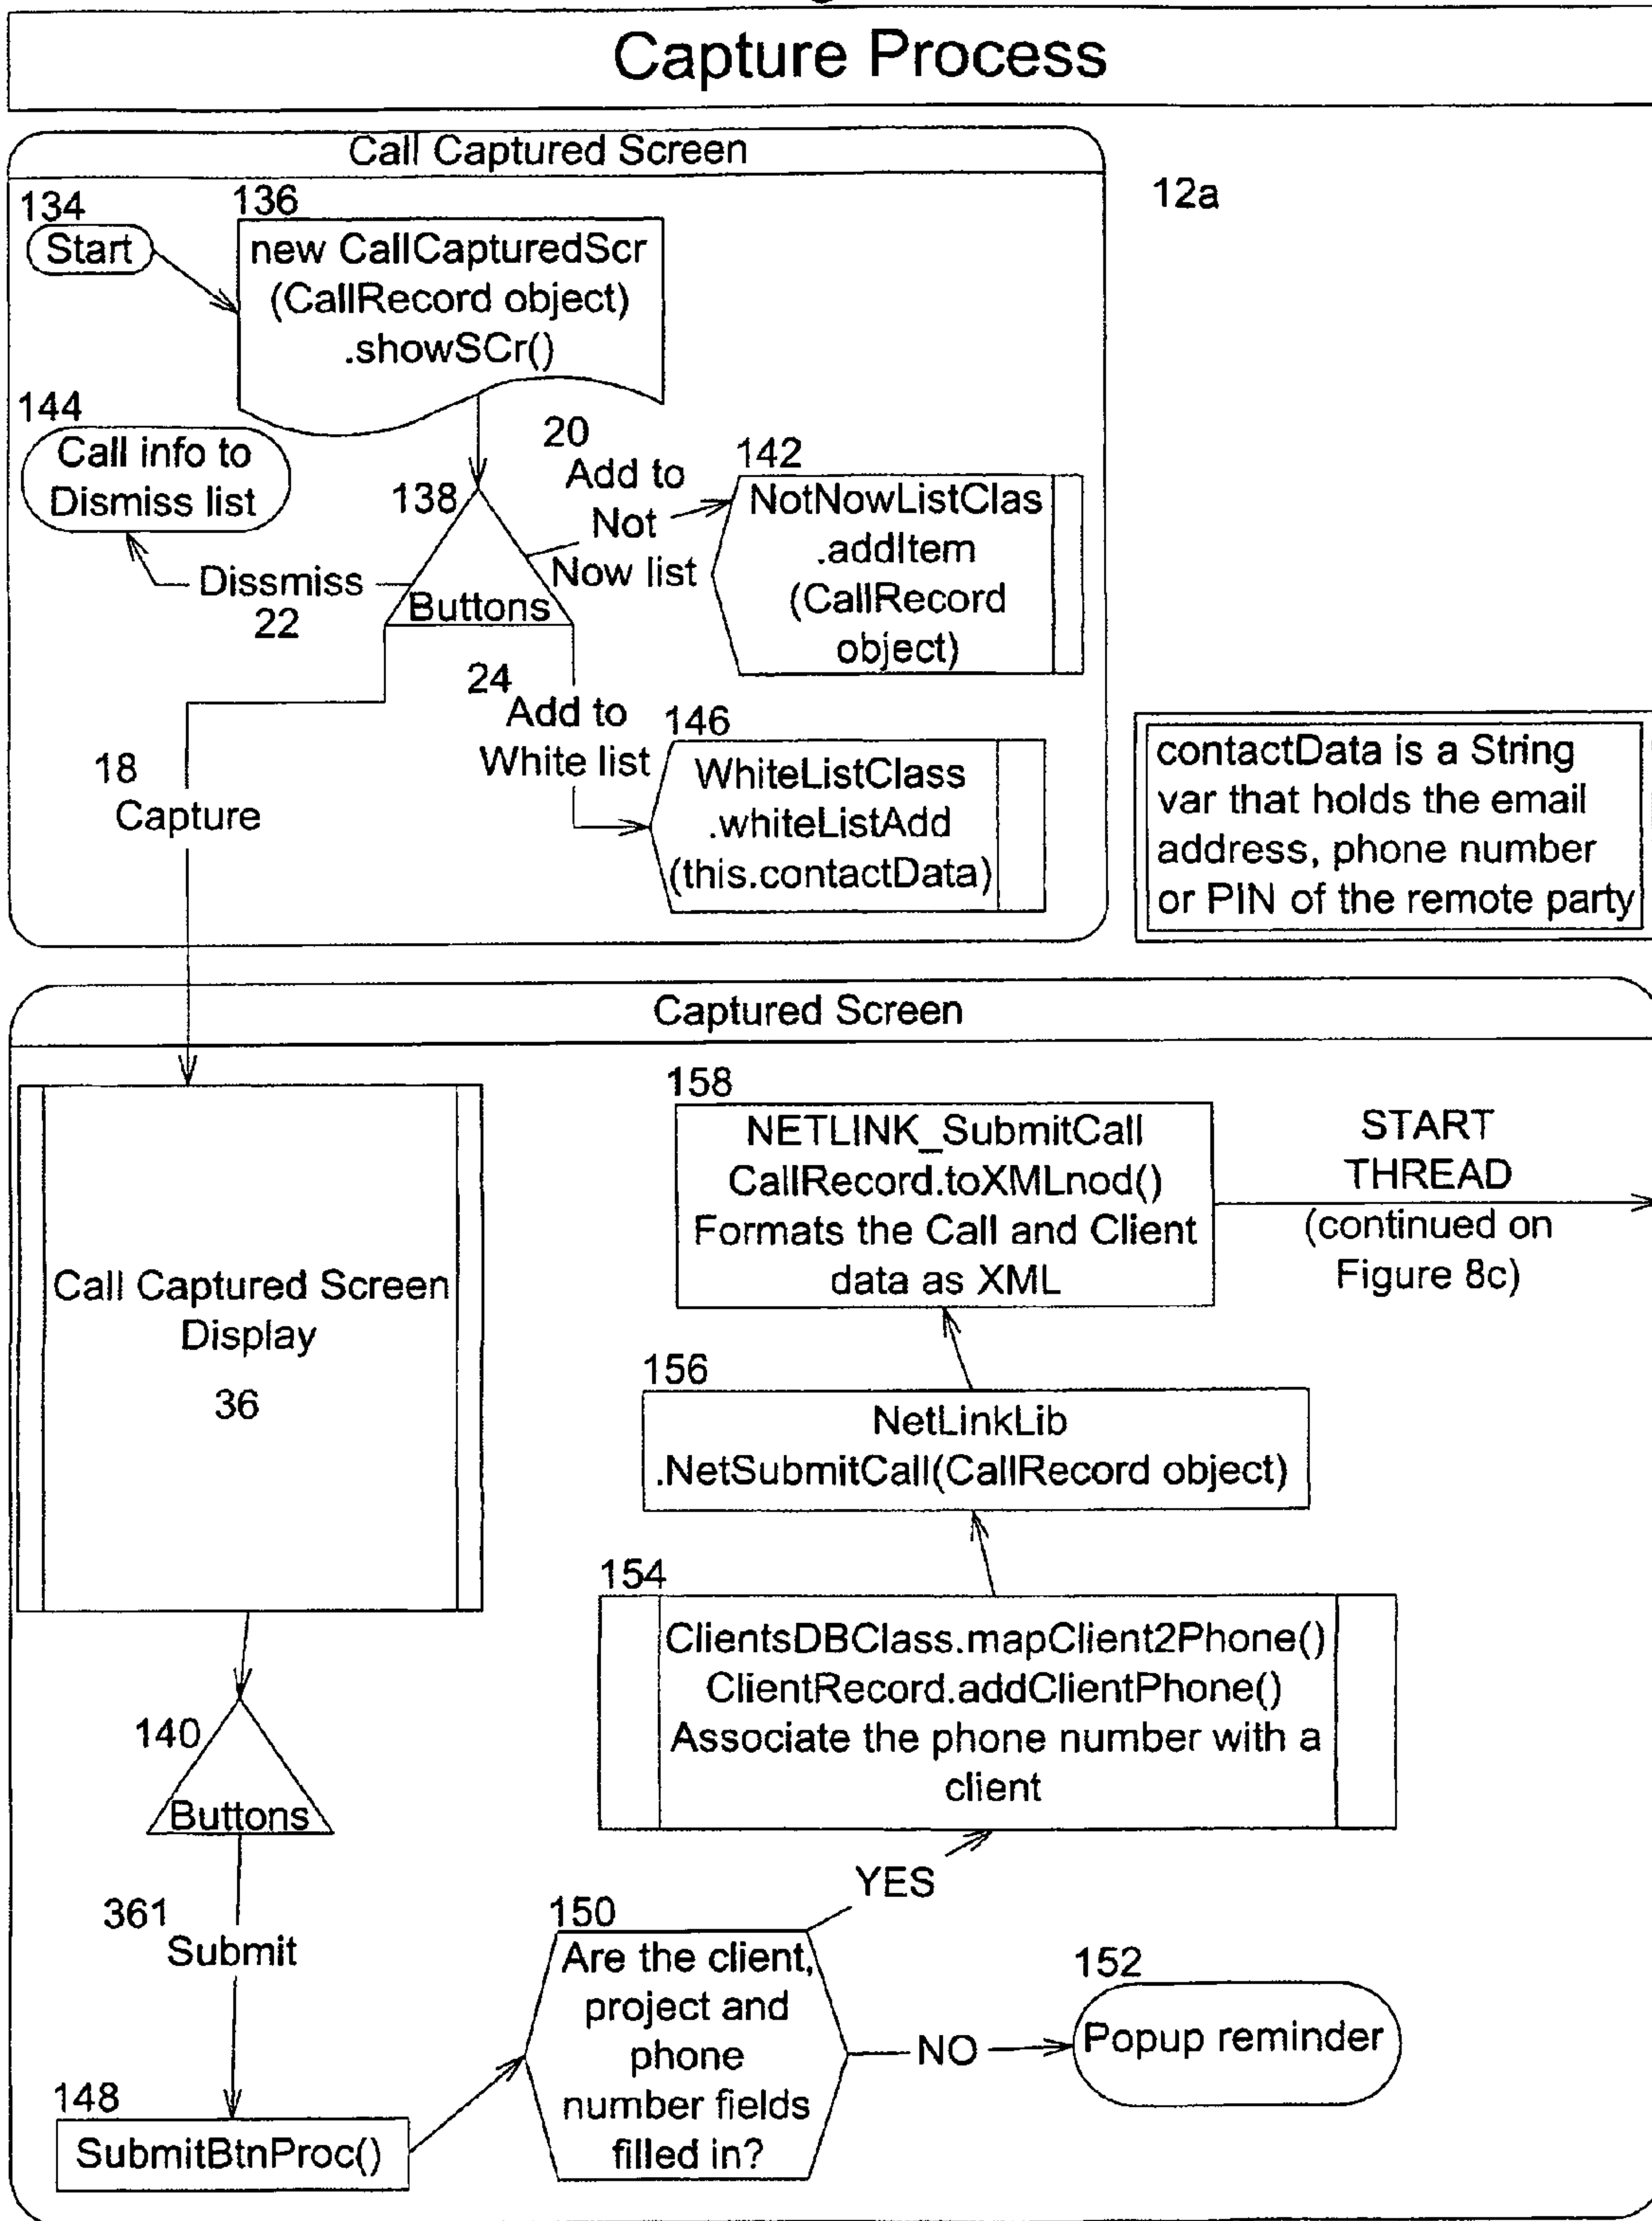 Capture Process
Call Captured Screen
12a
134
Start
136
new CallCapturedScr
(CallRecord object)
.showSCr()
144
Call info to
Dismiss list
138
Buttons
20
Add to
Not
Now list
142
NotNowListClas
.addItem
(CallRecord
object)
Dissmiss
22
24
Add to
White list
146
WhiteListClass
.whiteListAdd
(this.contactData)
18
Capture
contactData is a String
var that holds the email
address, phone number
or PIN of the remote party
Captured Screen
Call Captured Screen
Display
36
158
NETLINK_SubmitCall
CallRecord.toXMLnod()
Formats the Call and Client
data as XML
START
THREAD
(continued on
Figure 8c)
156
NetLinkLib
.NetSubmitCall(CallRecord object)
154
ClientsDBClass.mapClient2Phone()
ClientRecord.addClientPhone()
Associate the phone number with a
client
140
Buttons
361
Submit
148
SubmitBtnProc()
150
Are the client,
project and
phone
number fields
filled in?
YES
NO
152
Popup reminder